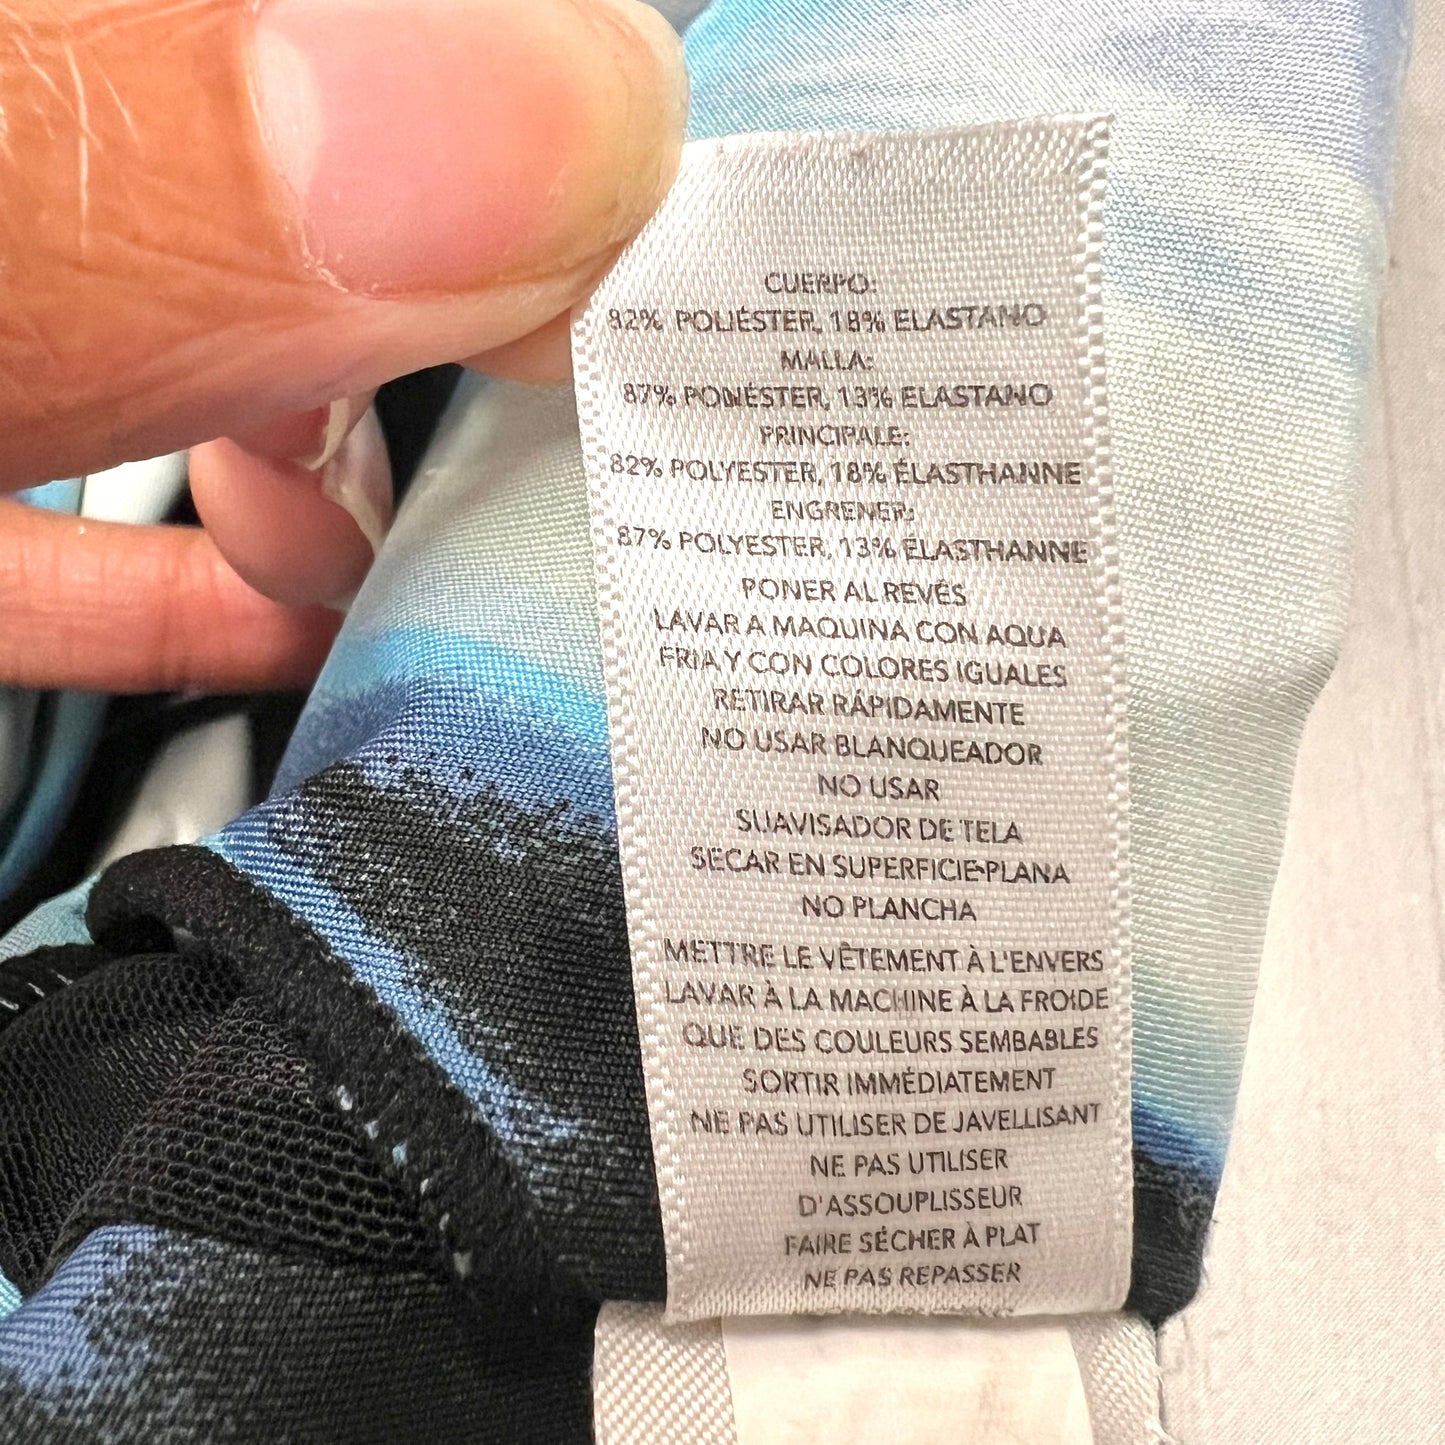 CUERPO:
82% POLIÉSTER, 18% ELASTANO
MALLA:
87% POLIÉSTER, 13% ELASTANO
PRINCIPALE:
82% POLYESTER, 18% ÉLASTHANNE
ENGRENER:
87% POLYESTER, 13% ÉLASTHANNE
PONER AL REVÉS
LAVAR A MAQUINA CON AQUA
FRIA Y CON COLORES IGUALES
RETIRAR RÁPIDAMENTE
NO USAR BLANQUEADOR
NO USAR
SUAVISADOR DE TELA
SECAR EN SUPERFICIE-PLANA
NO PLANCHA
METTRE LE VÊTEMENT À L'ENVERS
LAVAR À LA MACHINE À LA FROIDE
QUE DES COULEURS SEMBABLES
SORTIR IMMÉDIATEMENT
NE PAS UTILISER DE JAVELLISANT
NE PAS UTILISER
D'ASSOUPLISSEUR
FAIRE SÉCHER À PLAT
NE PAS REPASSER